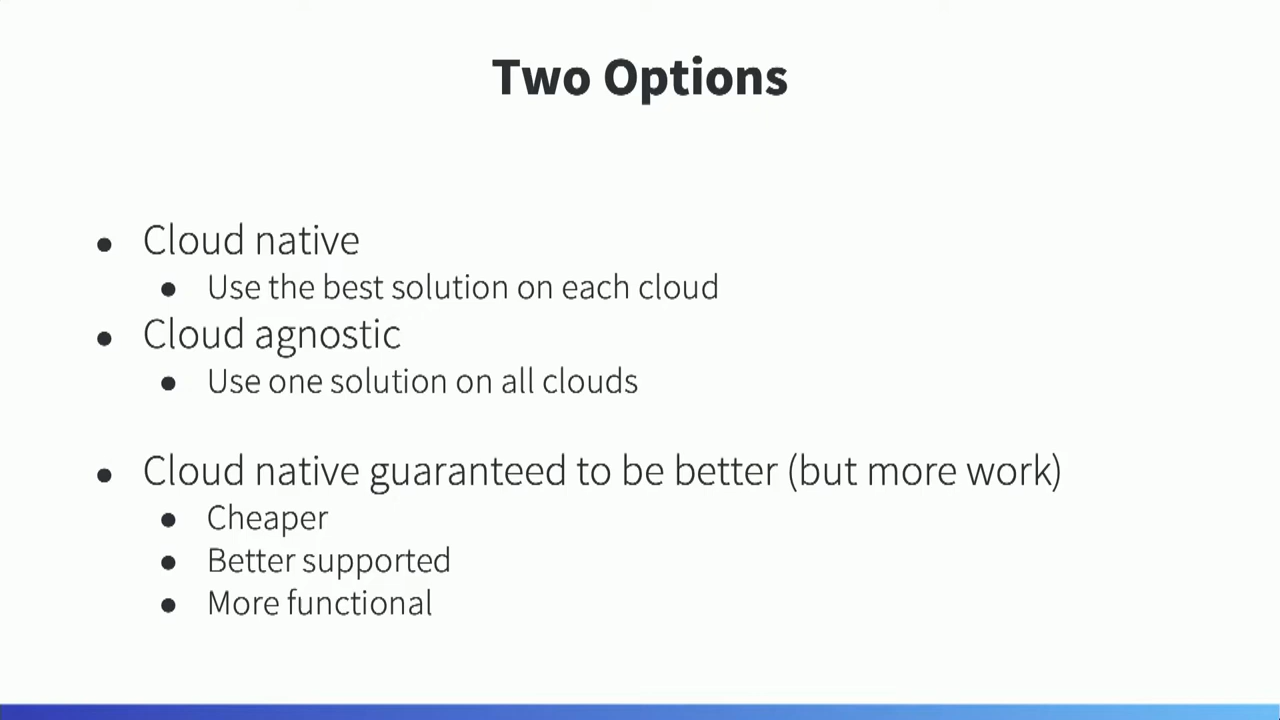 Two Options
● Cloud native
● Use the best solution on each cloud
● Cloud agnostic
● Use one solution on all clouds
● Cloud native guaranteed to be better (but more work)
● Cheaper
● Better supported
● More functional